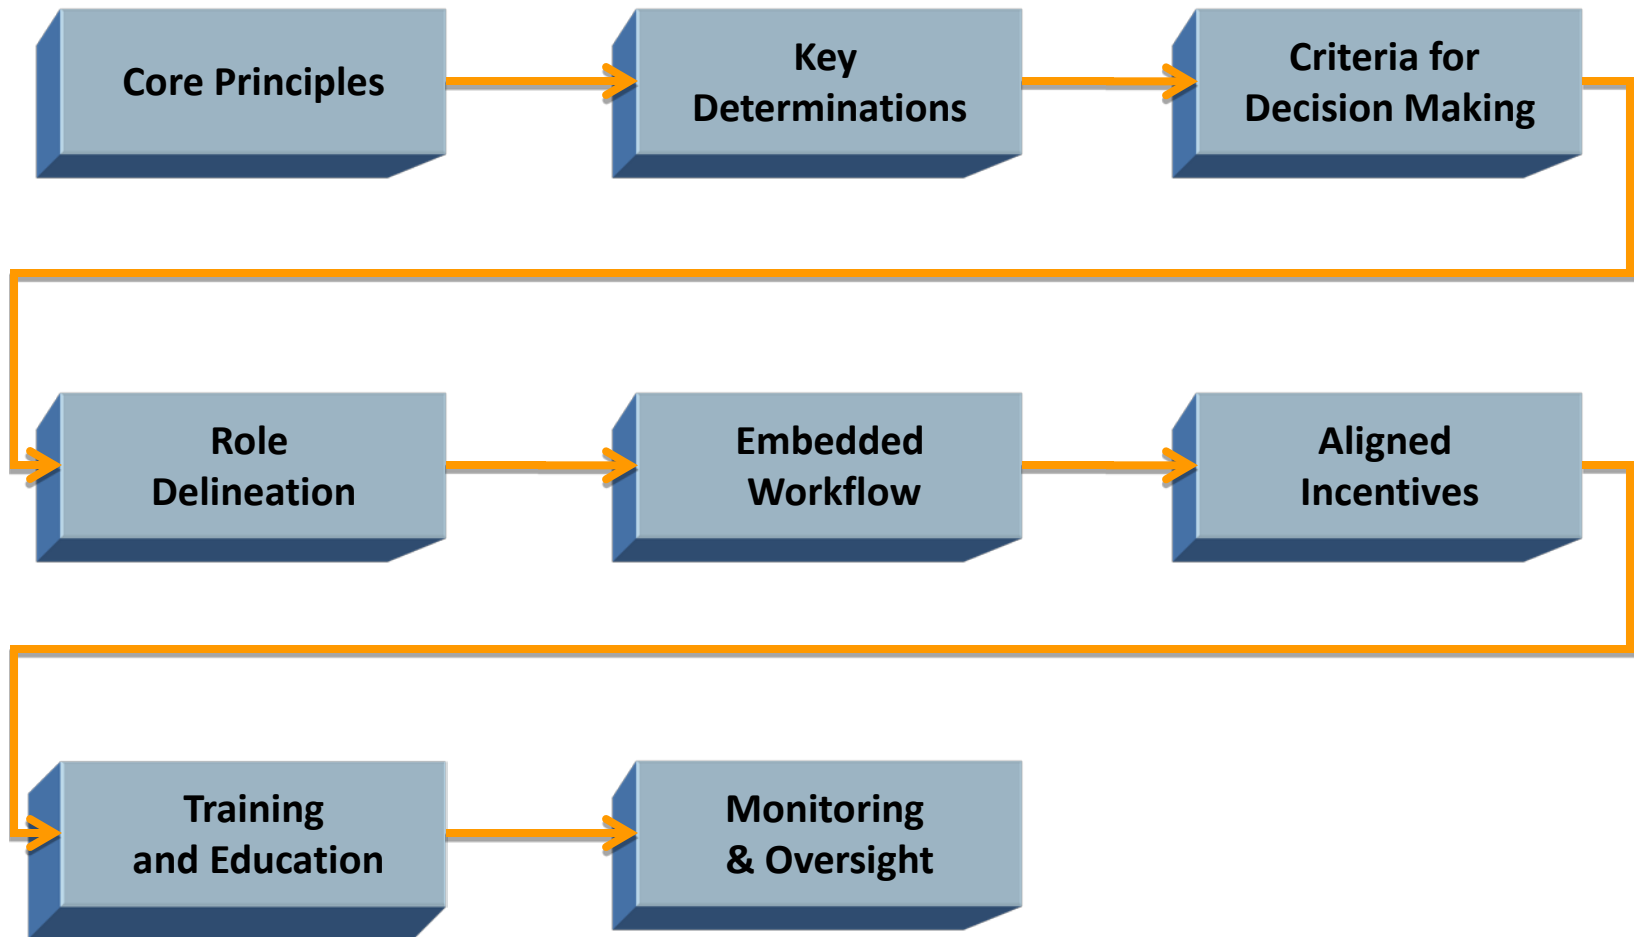 Core Principles
Key
Determinations
Criteria for
Decision Making
Role
Delineation
Embedded
Workflow
Aligned
Incentives
Training
and Education
Monitoring
& Oversight